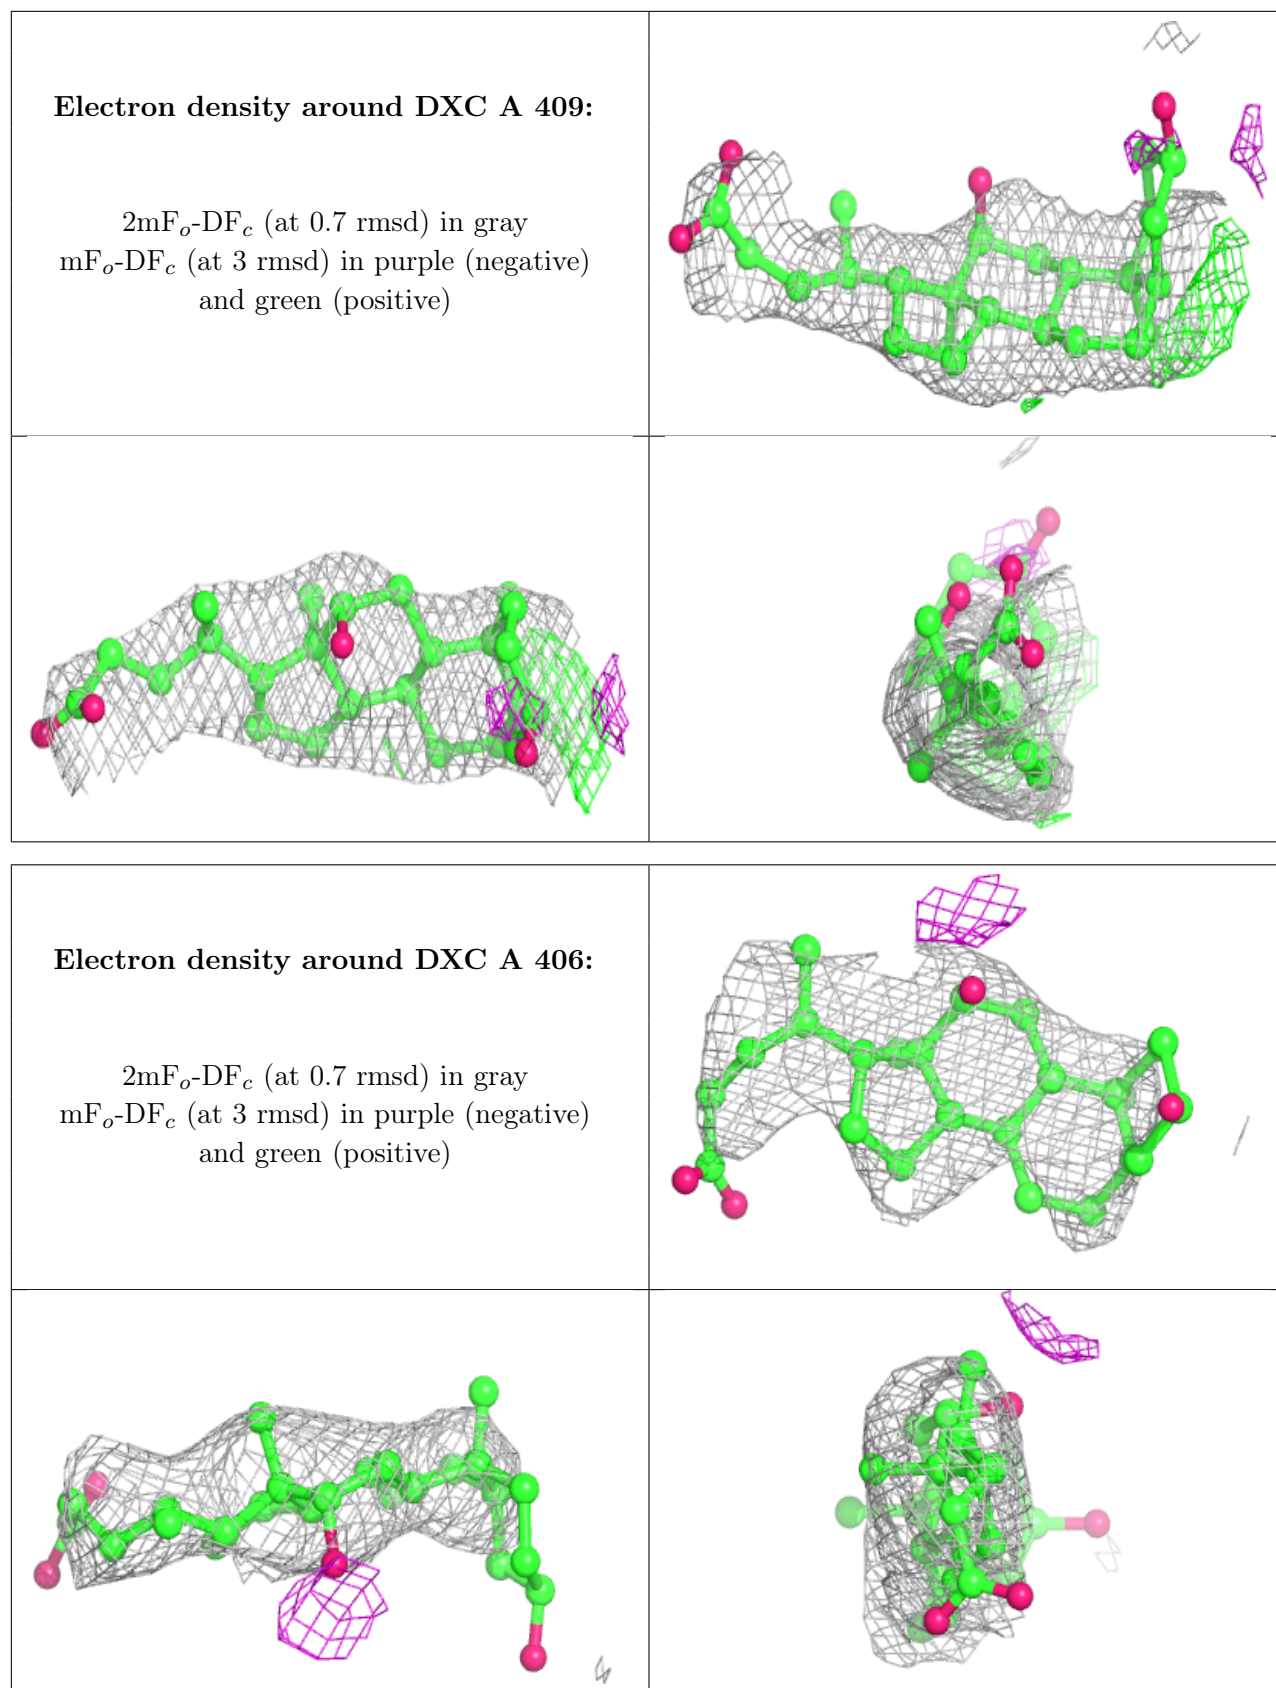 Electron density around DXC A 409:
2mFo-DFc (at 0.7 rmsd) in gray
mFo-DFc (at 3 rmsd) in purple (negative)
and green (positive)
Electron density around DXC A 406:
2mFo-DFc (at 0.7 rmsd) in gray
mFo-DFc (at 3 rmsd) in purple (negative)
and green (positive)